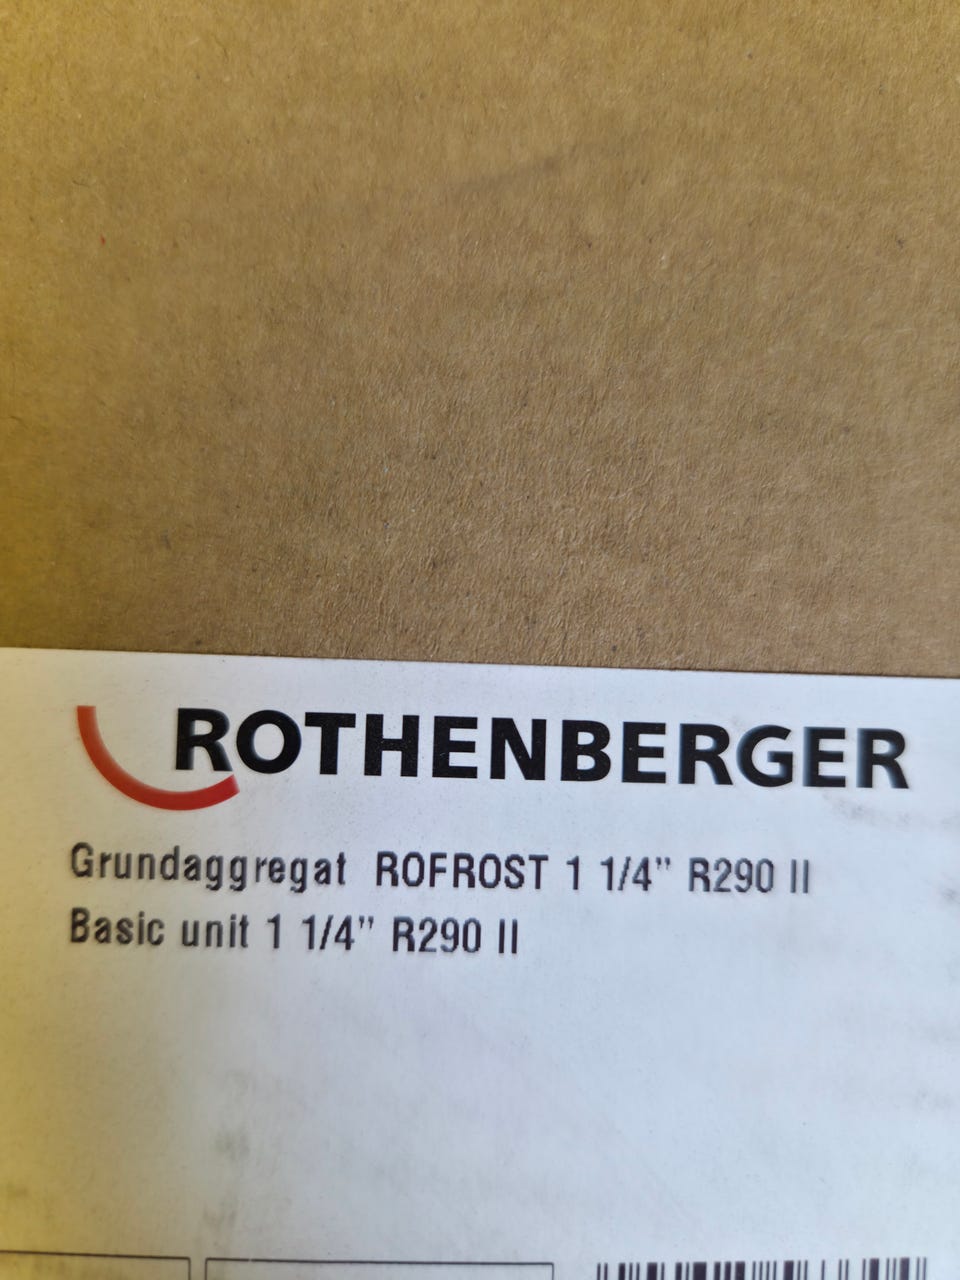 ROTHENBERGER
Grundaggregat ROFROST 1 1/4" R290 II
Basic unit 1 1/4" R290 II